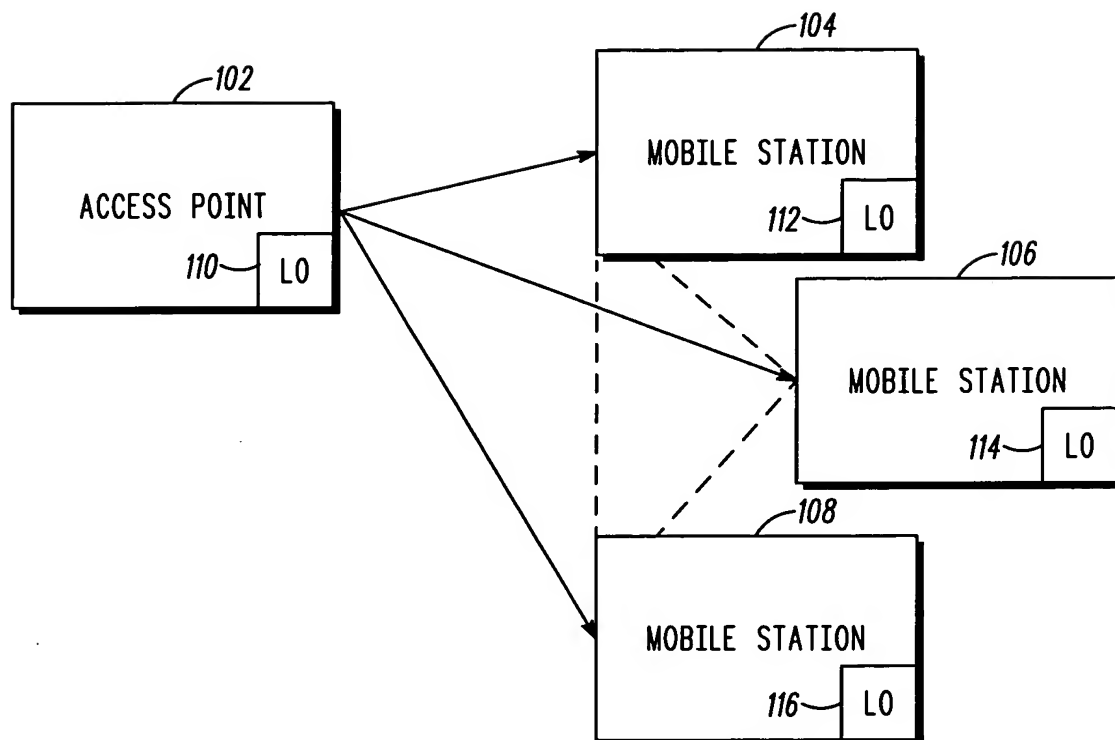 104
102
MOBILE STATION
112
LO
ACCESS POINT
110
LO
106
MOBILE STATION
114
LO
108
MOBILE STATION
116
LO